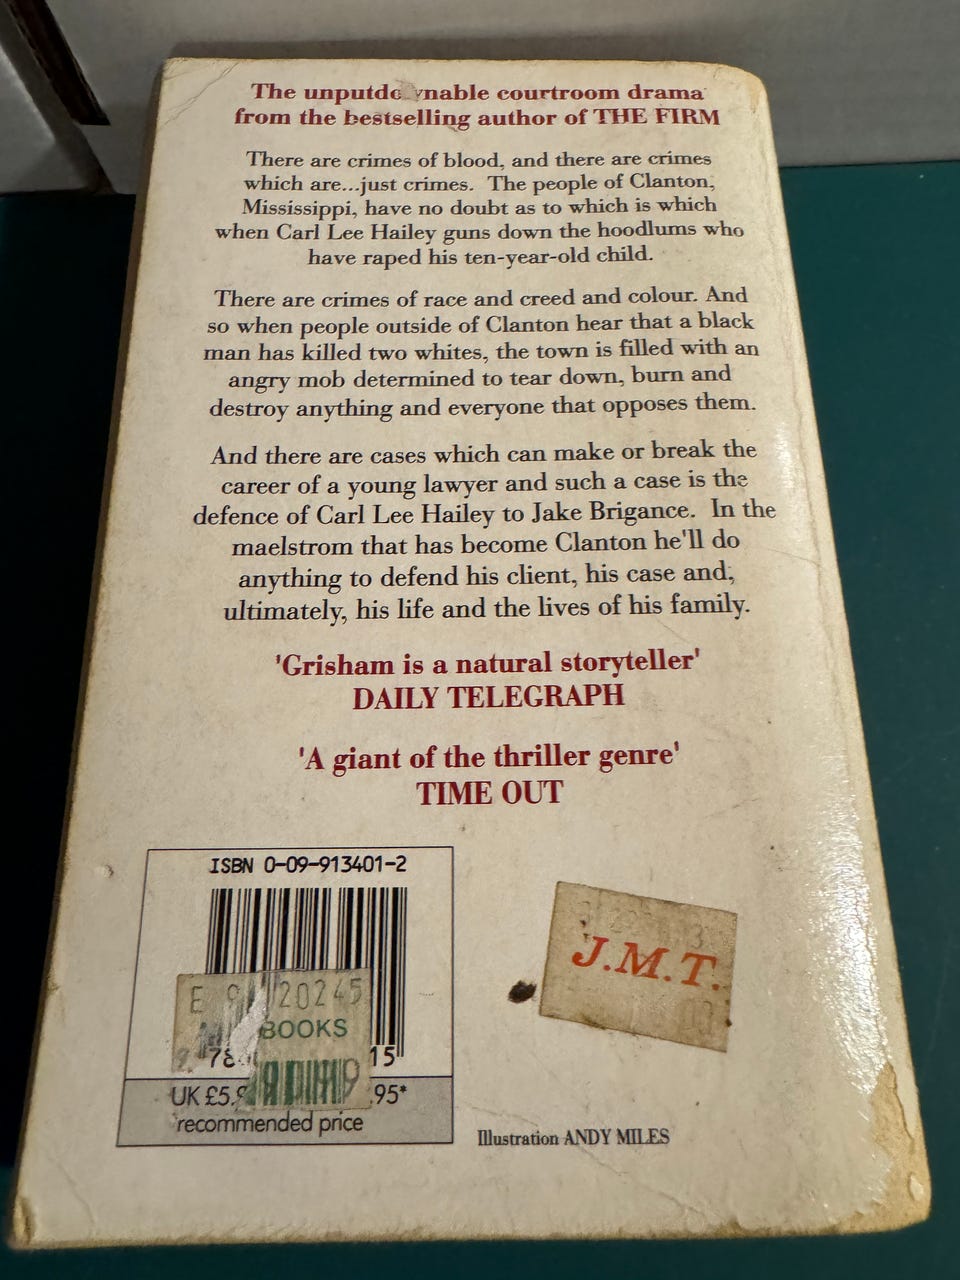 The unputdownable courtroom drama
from the bestselling author of THE FIRM
There are crimes of blood, and there are crimes
which are...just crimes. The people of Clanton,
Mississippi, have no doubt as to which is which
when Carl Lee Hailey guns down the hoodlums who
have raped his ten-year-old child.
There are crimes of race and creed and colour. And
so when people outside of Clanton hear that a black
man has killed two whites, the town is filled with an
angry mob determined to tear down, burn and
destroy anything and everyone that opposes them.
And there are cases which can make or break the
career of a young lawyer and such a case is the
defence of Carl Lee Hailey to Jake Brigance. In the
maelstrom that has become Clanton he'll do
anything to defend his client, his case and,
ultimately, his life and the lives of his family.
'Grisham is a natural storyteller'
DAILY TELEGRAPH
'A giant of the thriller genre'
TIME OUT
ISBN 0-09-913401-2
J.M.T.
20245
BOOKS
15
UK £5.9 .95*
recommended price
Illustration ANDY MILES